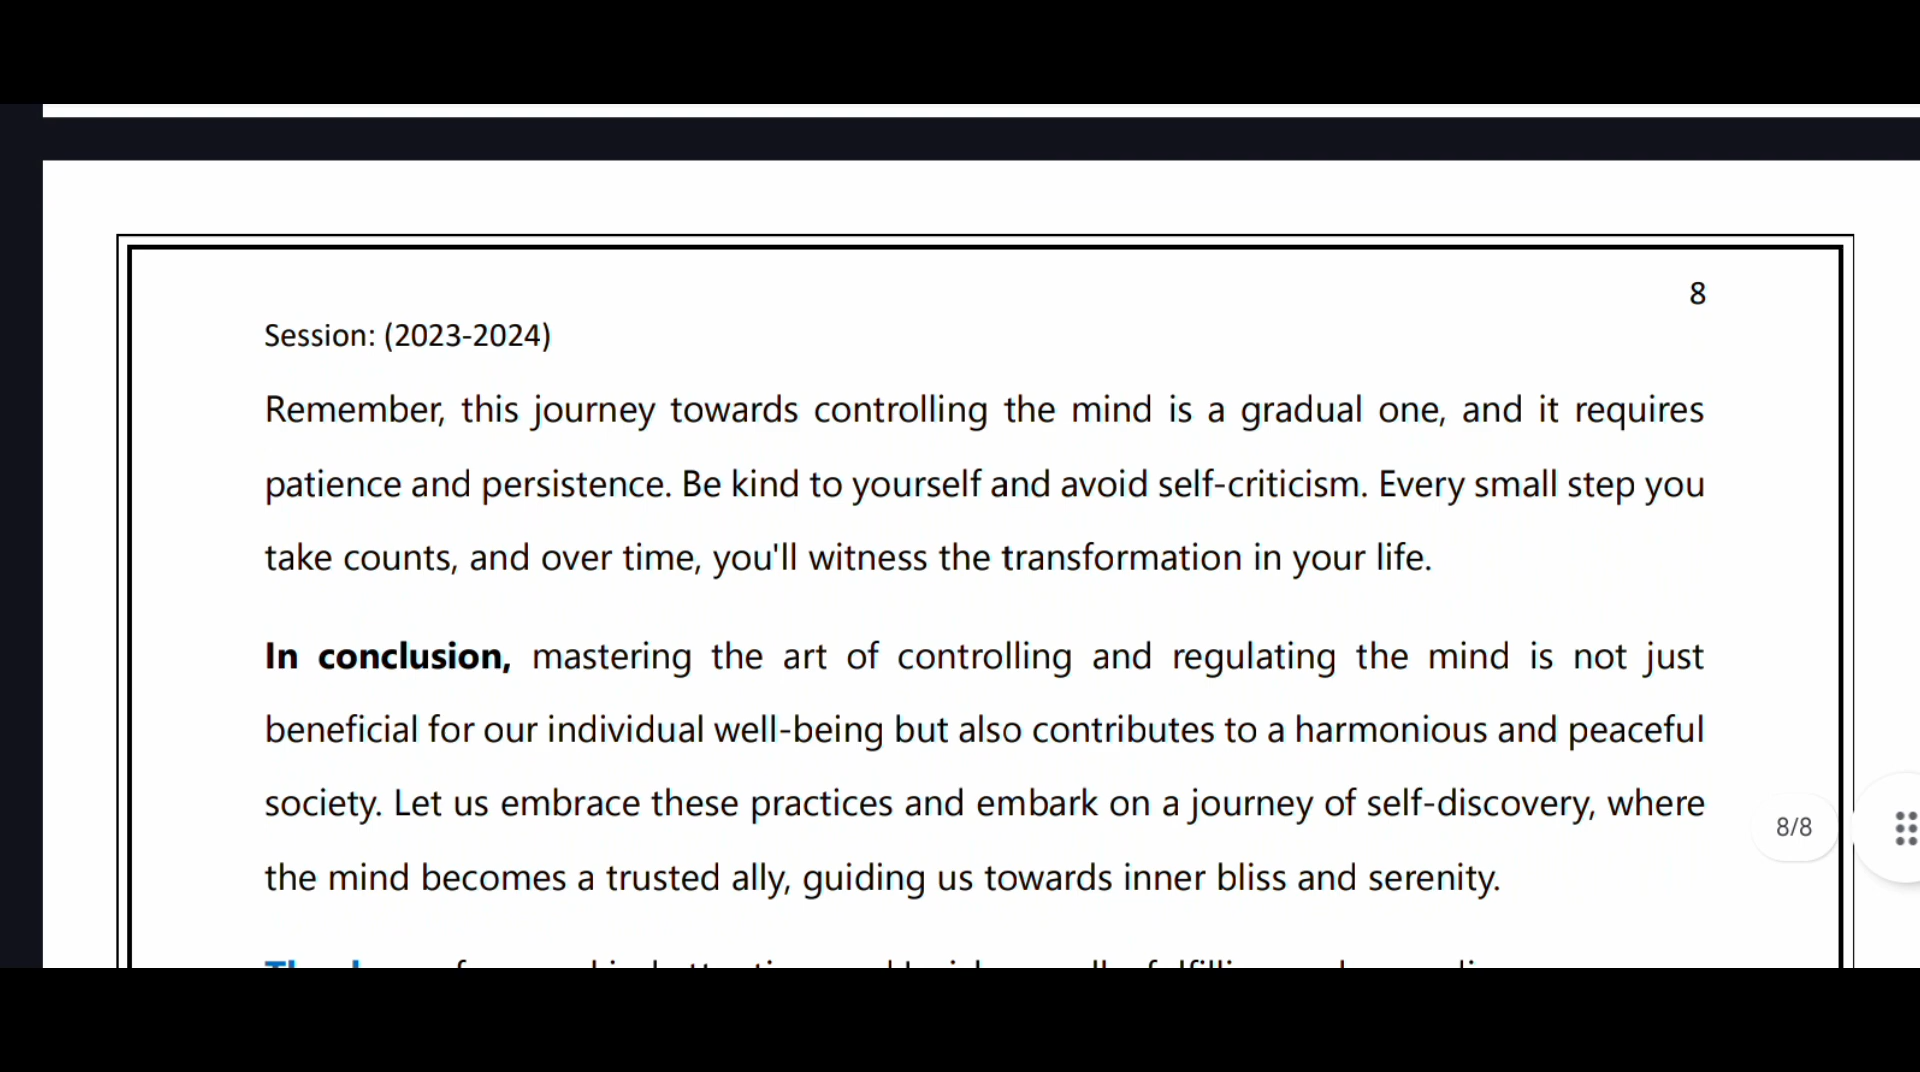 8
Session: (2023-2024)
Remember, this journey towards controlling the mind is a gradual one, and it requires
patience and persistence. Be kind to yourself and avoid self-criticism. Every small step you
take counts, and over time, you'll witness the transformation in your life.
In conclusion, mastering the art of controlling and regulating the mind is not just
beneficial for our individual well-being but also contributes to a harmonious and peaceful
society. Let us embrace these practices and embark on a journey of self-discovery, where
8/8
the mind becomes a trusted ally, guiding us towards inner bliss and serenity.